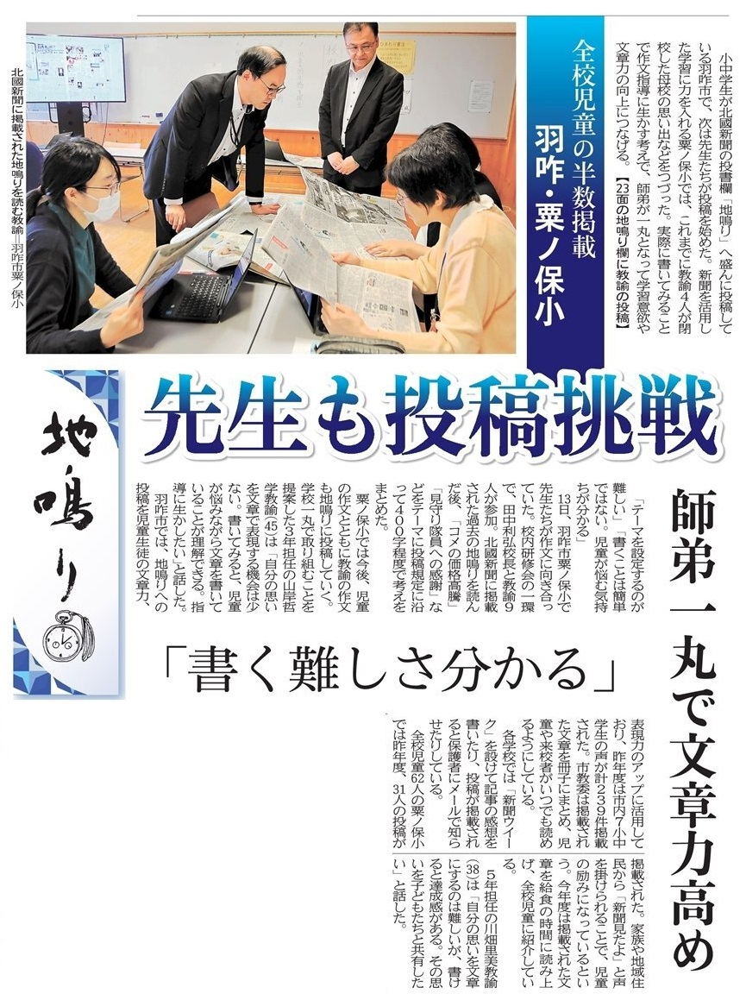 全校児童の半数掲載
羽咋・粟ノ保小
先生も投稿挑戦
師弟一丸で文章力高め
「書く難しさ分かる」
地鳴り
北國新聞に掲載された地鳴りを読む教諭＝羽咋市粟ノ保小
小中学生が北國新聞の投書欄「地鳴り」へ盛んに投稿して
いる羽咋市で、次は先生たちが投稿を始めた。新聞を活用し
た学習に力を入れる粟ノ保小では、これまでに教諭４人が閉
校した母校の思い出などをつづった。実際に書いてみること
で作文指導に生かす考えで、師弟が一丸となって学習意欲や
文章力の向上につなげる。【23面の地鳴り欄に教諭の投稿】
「テーマを設定するのが
難しい」「書くことは簡単
ではない。児童が悩む気持
ちが分かる」
13日、羽咋市粟ノ保小で
先生たちが作文に向き合っ
ていた。校内研修会の一環
で、田中利弘校長と教諭９
人が参加。北國新聞に掲載
された過去の地鳴りを読ん
だ後、「コメの価格高騰」
「見守り隊員への感謝」な
どをテーマに投稿規定に沿
って４００字程度で考えを
まとめた。
粟ノ保小では今後、児童
の作文とともに教諭の作文
も地鳴りに投稿していく。
学校一丸で取り組むことを
提案した３年担任の山岸哲
学教諭(45)は「自分の思い
を文章で表現する機会は少
ない。書いてみると、児童
が悩みながら文章を書いて
いることが理解できる。指
導に生かしたい」と話した。
羽咋市では、地鳴りへの
投稿を児童生徒の文章力、
表現力のアップに活用して
おり、昨年度は市内７小中
学生の声が計２３９件掲載
された。市教委は掲載され
た文章を冊子にまとめ、児
童や来校者がいつでも読め
るようにしている。
各学校では「新聞ウイー
ク」を設けて記事の感想を
書いたり、投稿が掲載され
ると保護者にメールで知ら
せたりしている。
全校児童62人の粟ノ保小
では昨年度、31人の投稿が
掲載された。家族や地域住
民から「新聞見たよ」と声
を掛けられることで、児童
の励みになっているとい
う。今年度は掲載された文
章を給食の時間に読み上
げ、全校児童に紹介してい
る。
５年担任の川畑里美教諭
(38)は「自分の思いを文章
にするのは難しいが、書け
ると達成感がある。その思
いを子どもたちと共有した
い」と話した。